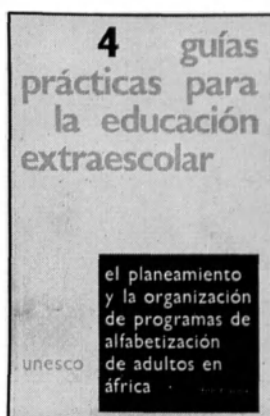 4 guías
prácticas para
la educación
extraescolar
el planeamiento
y la organización
de programas de
alfabetización
unesco de adultos en
áfrica